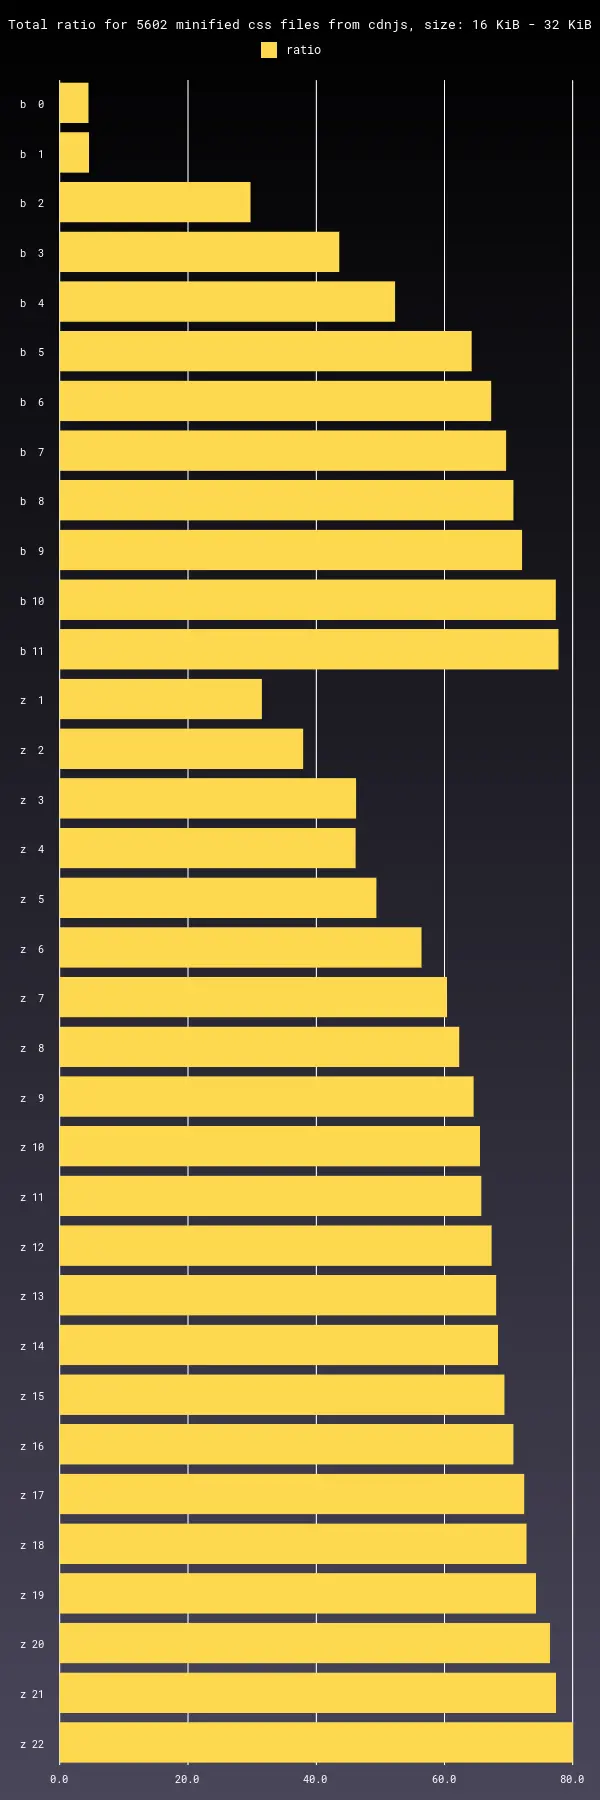 Total ratio for 5602 minified css files from cdnjs, size: 16 KiB - 32 KiB
ratio
b 0
b 1
b 2
b 3
b 4
b 5
b 6
b 7
b 8
b 9
b 10
b 11
z 1
z 2
z 3
z 4
z 5
z 6
z 7
z 8
z 9
z 10
z 11
z 12
z 13
z 14
z 15
z 16
z 17
z 18
z 19
z 20
z 21
z 22
0.0 20.0 40.0 60.0 80.0